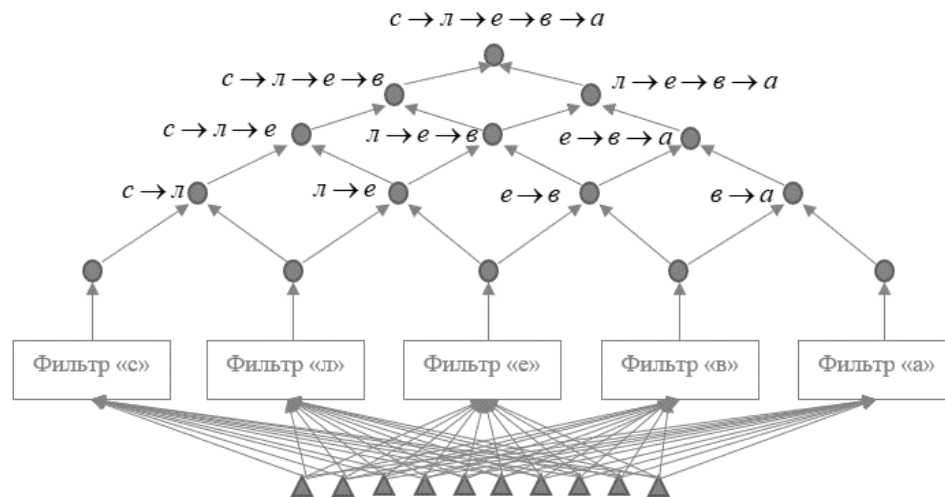 с → л → е → в → а
с → л → е → в
л → е → в → а
с → л → е
л → е → в
е → в → а
с → л
л → е
е → в
в → а
Фильтр «с»
Фильтр «л»
Фильтр «е»
Фильтр «в»
Фильтр «а»